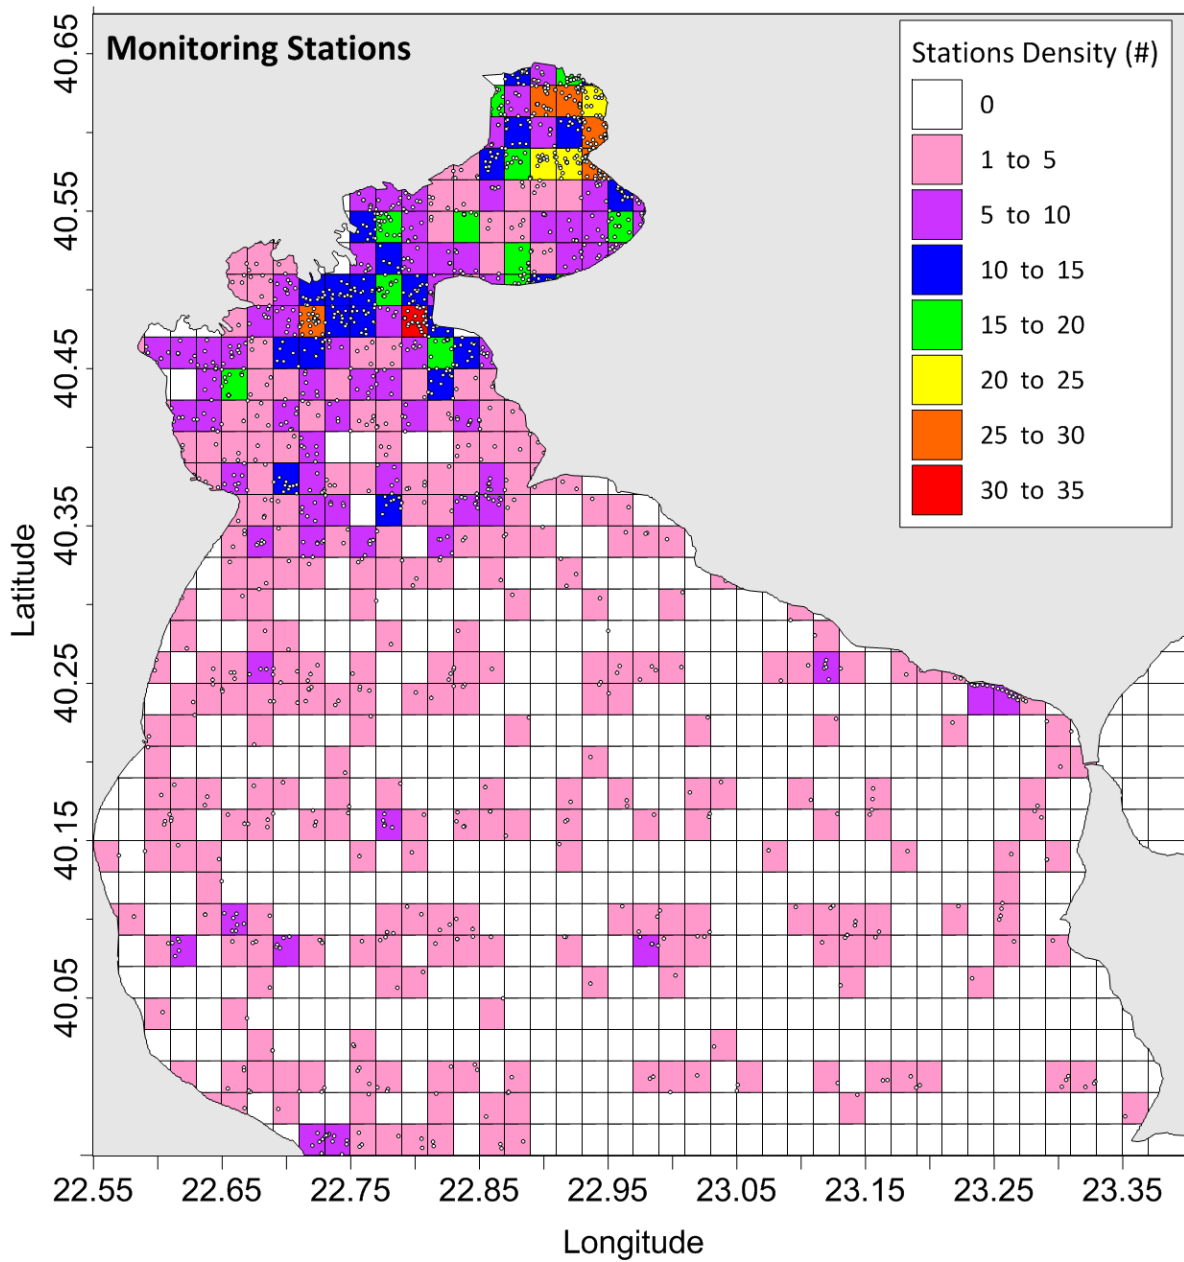 Monitoring Stations
Stations Density (#)
0
1 to 5
5 to 10
10 to 15
15 to 20
20 to 25
25 to 30
30 to 35
Latitude
40.65
40.55
40.45
40.35
40.25
40.15
40.05
22.55 22.65 22.75 22.85 22.95 23.05 23.15 23.25 23.35
Longitude